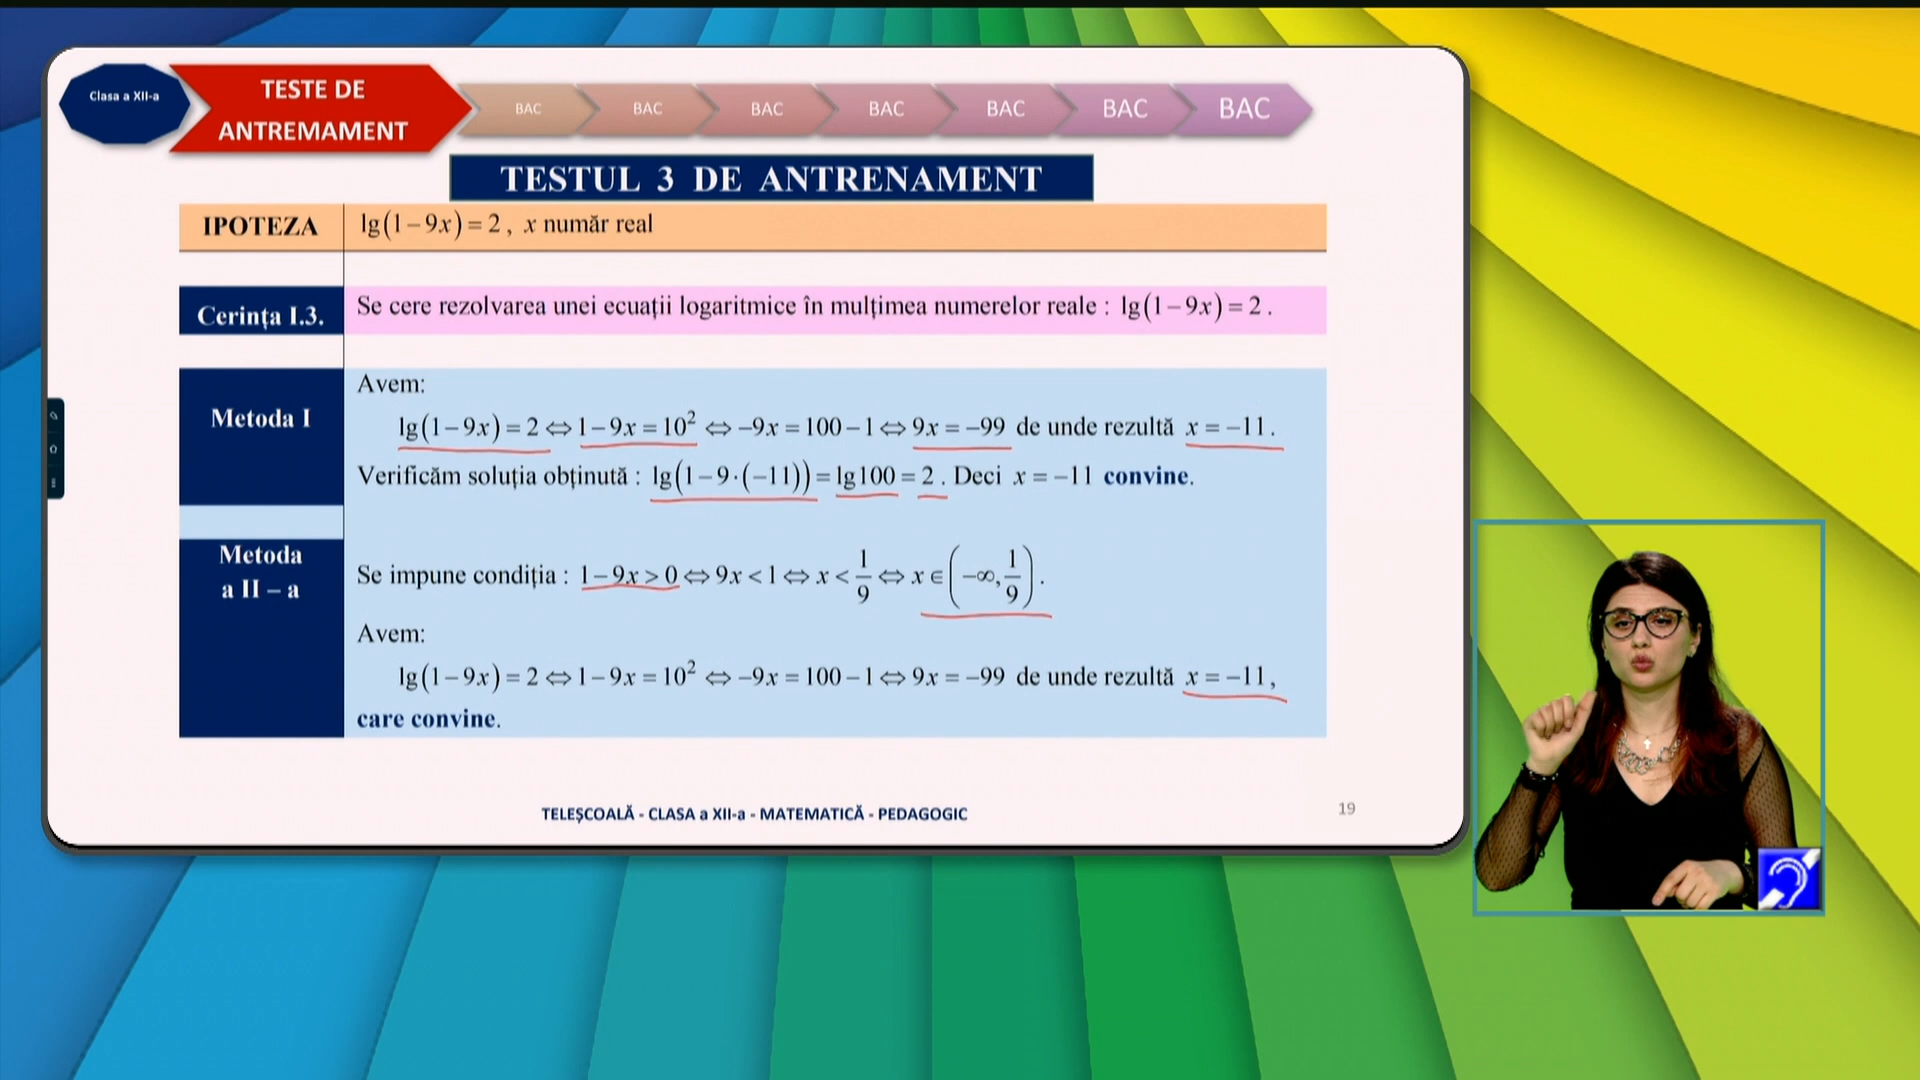 Clasa a XII-a
TESTE DE
ANTREMAMENT
BAC BAC BAC BAC BAC BAC BAC
TESTUL 3 DE ANTRENAMENT
IPOTEZA lg(1−9x)=2, x număr real
Cerința I.3. Se cere rezolvarea unei ecuații logaritmice în mulțimea numerelor reale : lg(1−9x)=2.
Avem:
Metoda I lg(1−9x)=2⇔1−9x=10²⇔−9x=100−1⇔9x=−99 de unde rezultă x=−11.
Verificăm soluția obținută : lg(1−9·(−11))=lg100=2. Deci x=−11 convine.
Metoda
a II – a
Se impune condiția : 1−9x>0⇔9x<1⇔x<1/9⇔x∈(−∞,1/9).
Avem:
lg(1−9x)=2⇔1−9x=10²⇔−9x=100−1⇔9x=−99 de unde rezultă x=−11,
care convine.
TELEȘCOALĂ - CLASA a XII-a - MATEMATICĂ - PEDAGOGIC
19